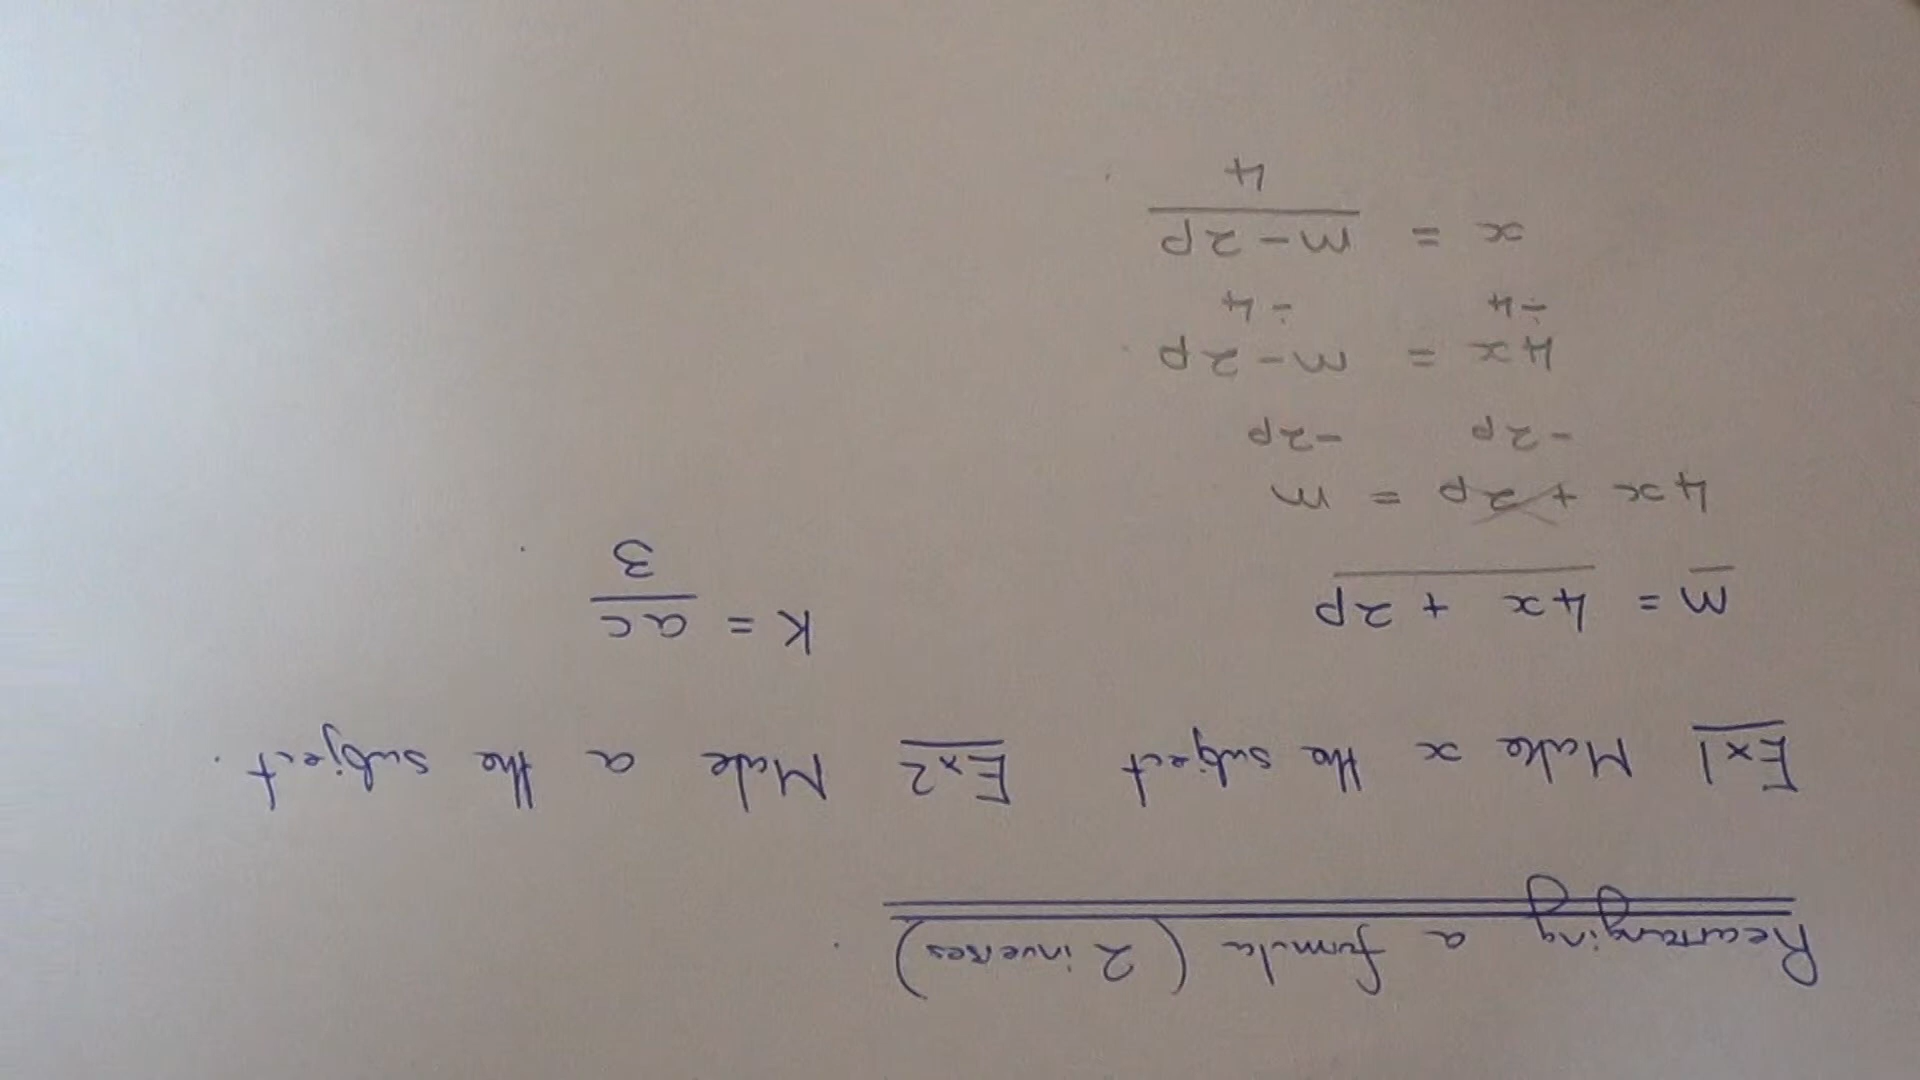 Rearranging a formula (2 inverses)
Ex1 Make x the subject
m = 4x + 2p
4x + 2p = m
-2p -2p
4x = m - 2p
÷4 ÷4
x = m - 2p
4
Ex2 Make a the subject.
K = ac
3